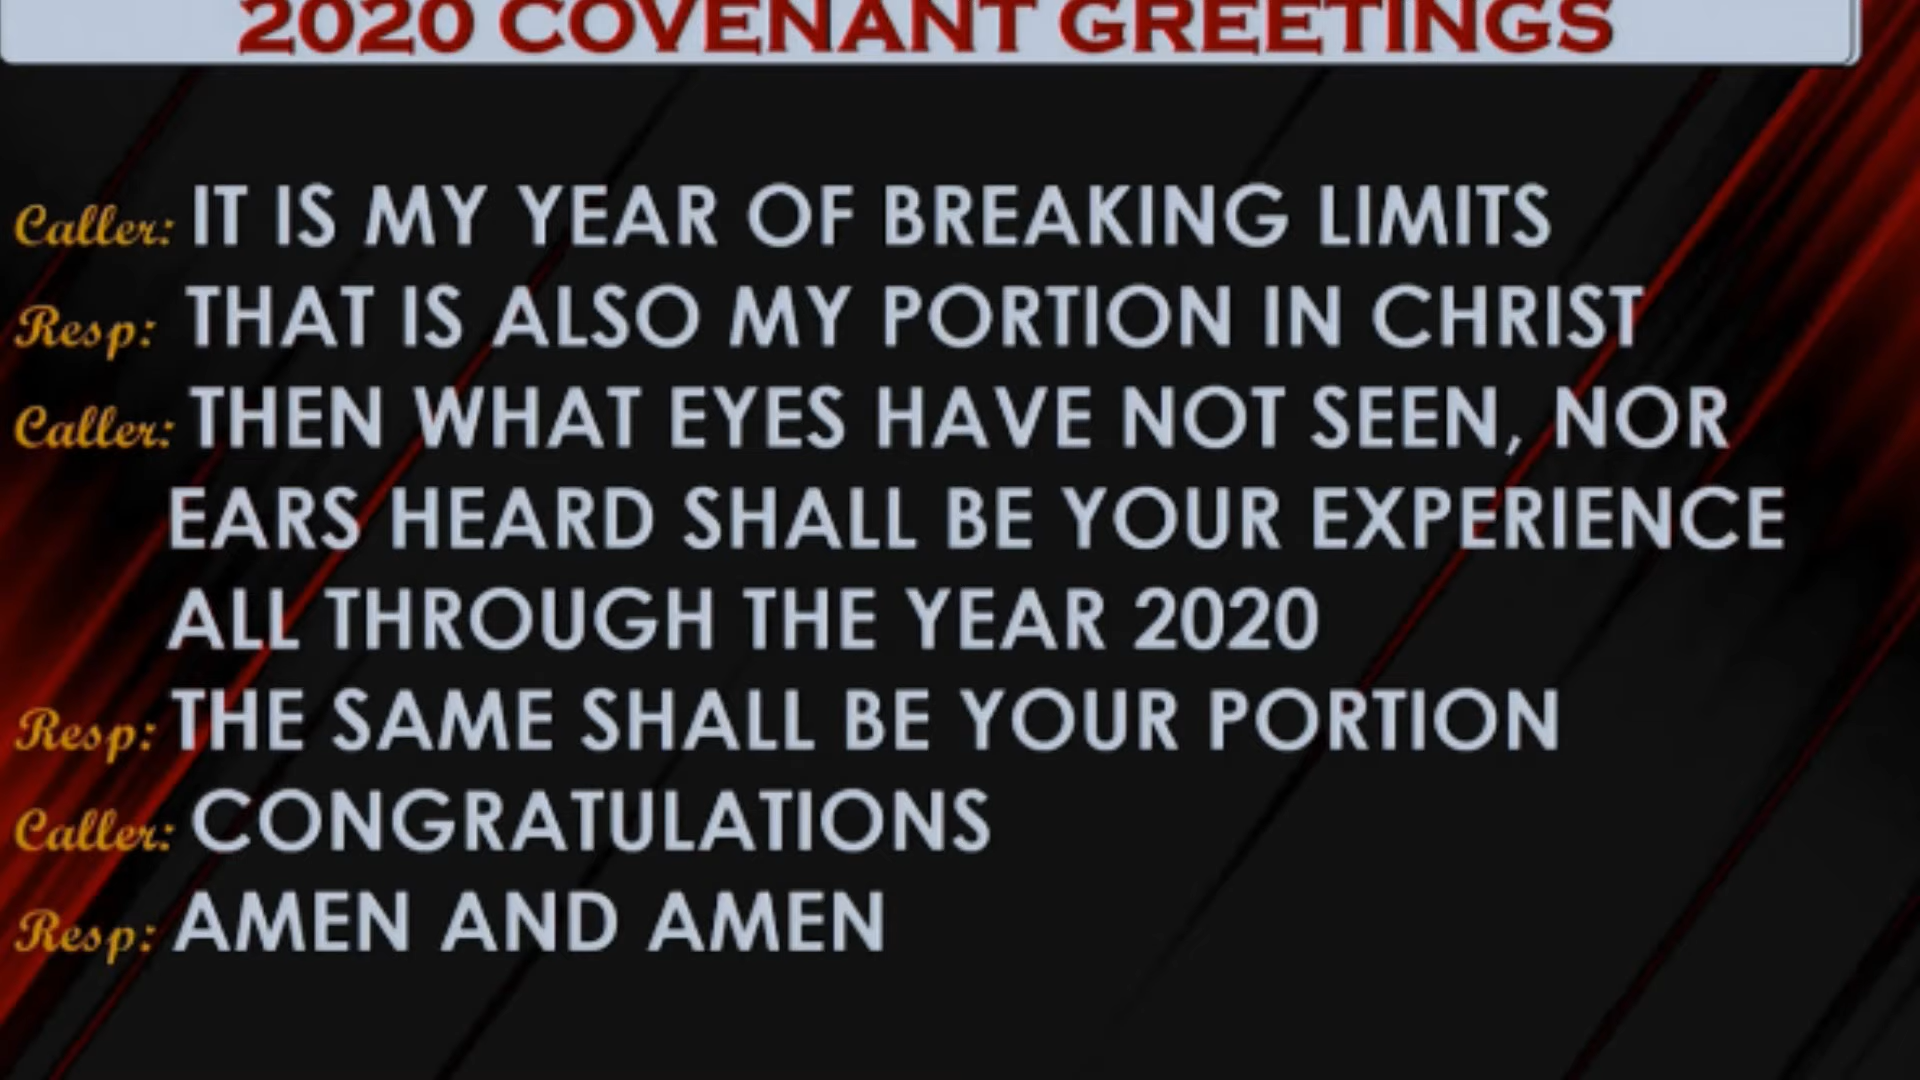 2020 COVENANT GREETINGS
Caller: IT IS MY YEAR OF BREAKING LIMITS
Resp: THAT IS ALSO MY PORTION IN CHRIST
Caller: THEN WHAT EYES HAVE NOT SEEN, NOR
EARS HEARD SHALL BE YOUR EXPERIENCE
ALL THROUGH THE YEAR 2020
Resp: THE SAME SHALL BE YOUR PORTION
Caller: CONGRATULATIONS
Resp: AMEN AND AMEN